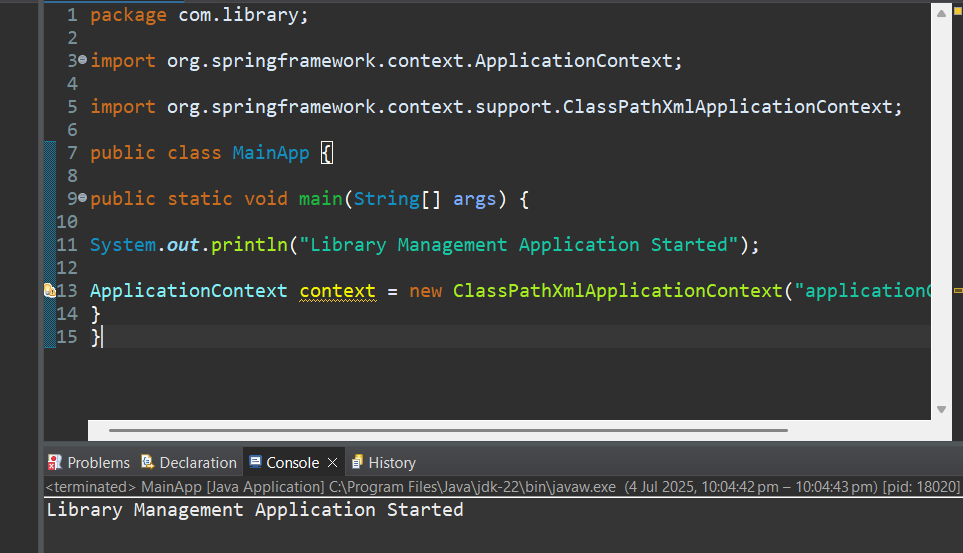 1 package com.library;
2
3 import org.springframework.context.ApplicationContext;
4
5 import org.springframework.context.support.ClassPathXmlApplicationContext;
6
7 public class MainApp {
8
9 public static void main(String[] args) {
10
11 System.out.println("Library Management Application Started");
12
13 ApplicationContext context = new ClassPathXmlApplicationContext("application
14 }
15 }
Problems Declaration Console History
<terminated> MainApp [Java Application] C:\Program Files\Java\jdk-22\bin\javaw.exe (4 Jul 2025, 10:04:42 pm – 10:04:43 pm) [pid: 18020]
Library Management Application Started